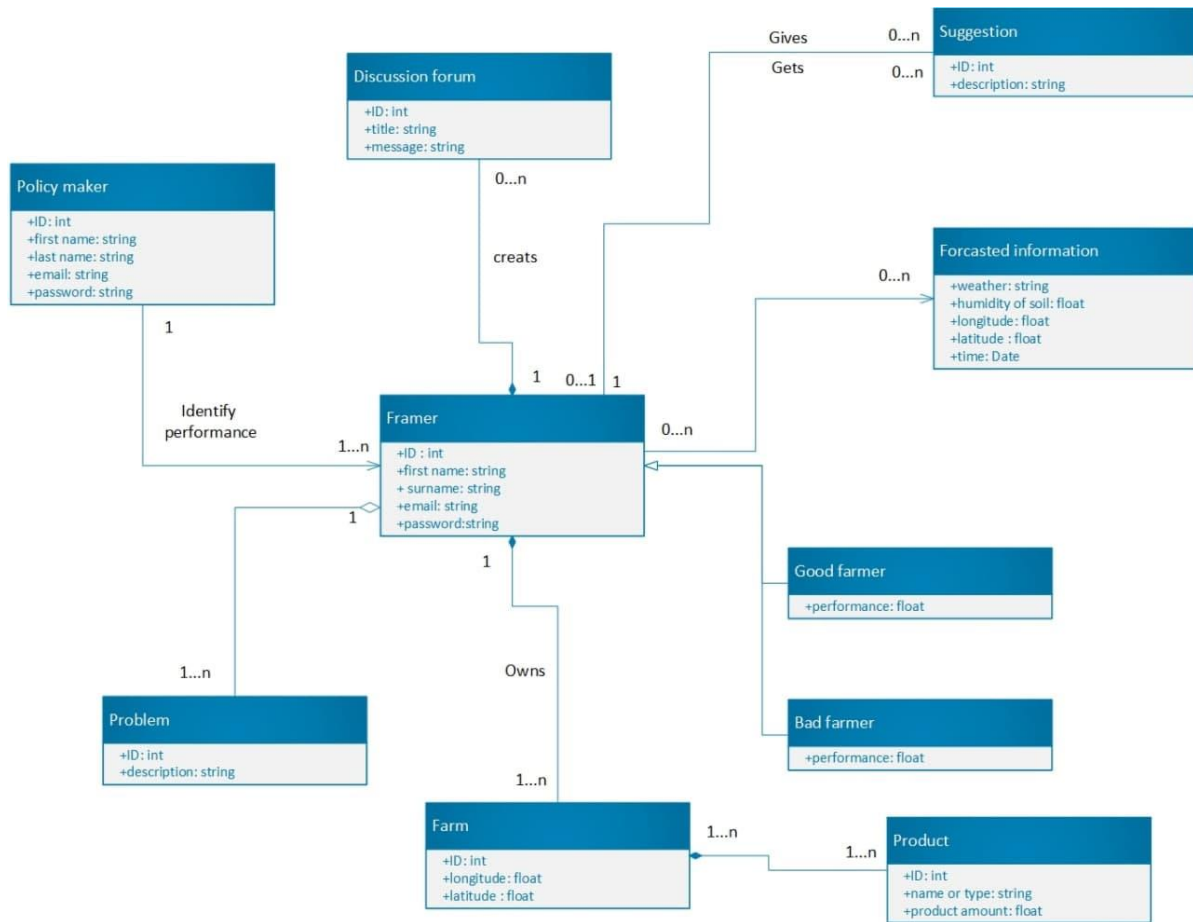 Gives
0...n
Suggestion
+ID: int
+description: string
Gets
0...n
Discussion forum
+ID: int
+title: string
+message: string
0...n
creats
1
Policy maker
+ID: int
+first name: string
+last name: string
+email: string
+password: string
1
Identify
performance
1...n
0...n
Forcasted information
+weather: string
+humidity of soil: float
+longitude: float
+latitude : float
+time: Date
0...1
1
0...n
Framer
+ID : int
+first name: string
+ surname: string
+email: string
+password:string
1
1
Good farmer
+performance: float
Bad farmer
+performance: float
1...n
Problem
+ID: int
+description: string
Owns
1...n
Farm
+ID: int
+longitude: float
+latitude : float
1...n
1...n
Product
+ID: int
+name or type: string
+product amount: float